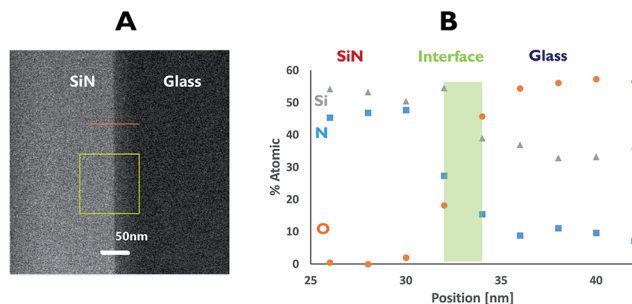 A
B
SiN
Glass
50nm
SiN
Interface
Glass
60
50
40
30
20
10
0
% Atomic
Si
N
O
25
30
35
40
Position [nm]